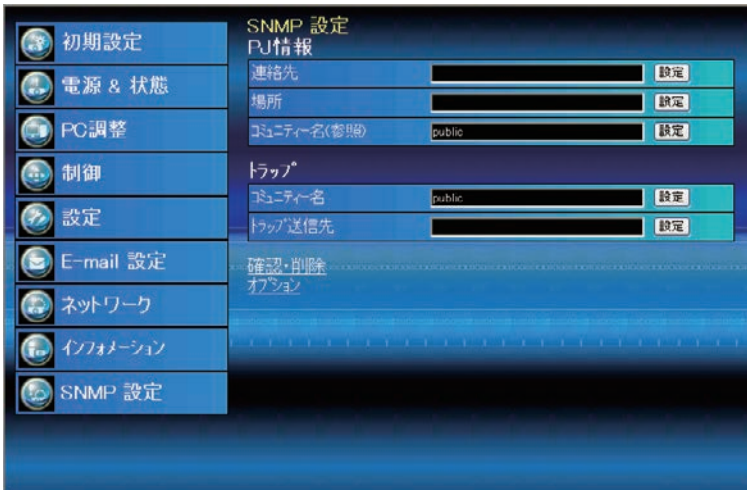 初期設定
電源 & 状態
PC調整
制御
設定
E-mail 設定
ネットワーク
インフォメーション
SNMP 設定
SNMP 設定
PJ情報
連絡先 設定
場所 設定
コミュニティー名(参照) public 設定
トラップ
コミュニティー名 public 設定
トラップ送信先 設定
確認・削除
オプション